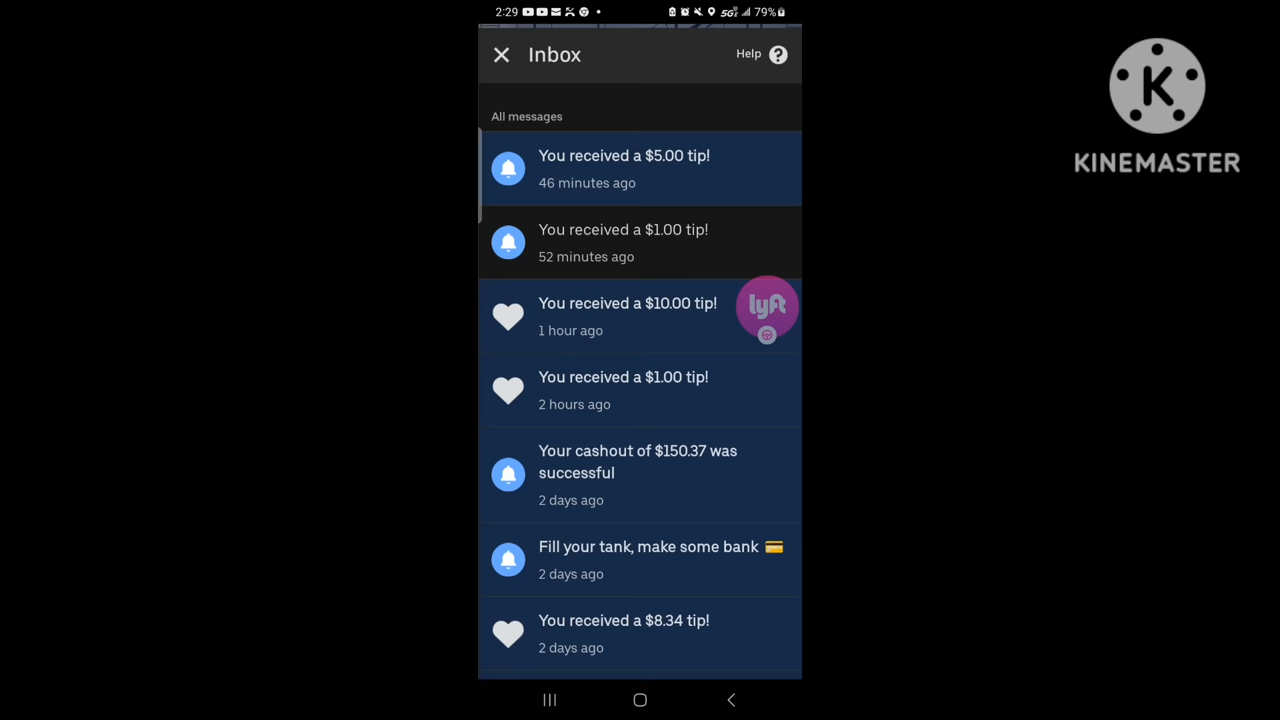 2:29
5G
79%
Inbox
Help ?
All messages
You received a $5.00 tip!
46 minutes ago
You received a $1.00 tip!
52 minutes ago
You received a $10.00 tip!
1 hour ago
lyft
You received a $1.00 tip!
2 hours ago
Your cashout of $150.37 was
successful
2 days ago
Fill your tank, make some bank 💳
2 days ago
You received a $8.34 tip!
2 days ago
K
KINEMASTER